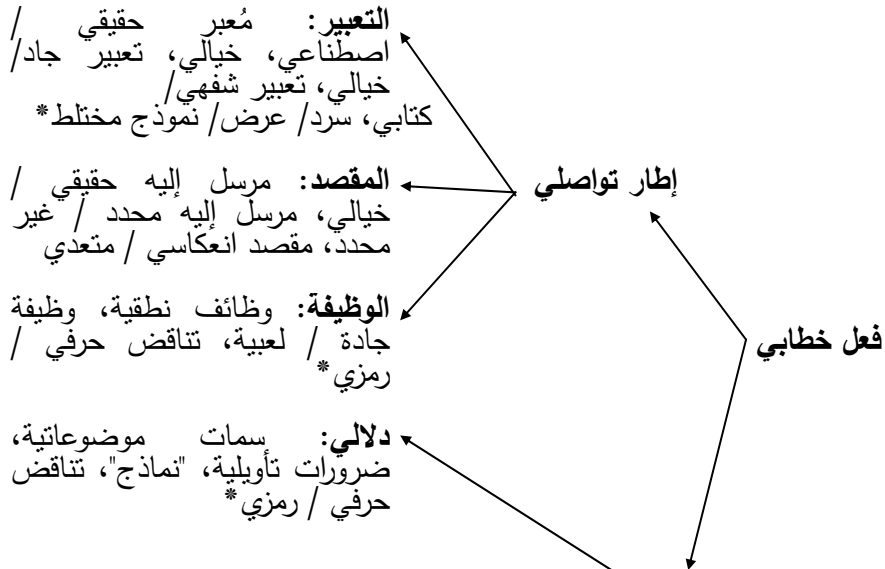 التعبير: مُعبر حقيقي /
اصطناعي، خيالي، تعبير جاد/
خيالي، تعبير شفهي/
كتابي، سرد/ عرض/ نموذج مختلط*
إطار تواصلي
المقصد: مرسل إليه حقيقي /
خيالي، مرسل إليه محدد / غير
محدد، مقصد انعكاسي / متعدي
الوظيفة: وظائف نطقية، وظيفة
جادة / لعبية، تناقض حرفي /
رمزي*
فعل خطابي
دلالي: سمات موضوعاتية،
ضرورات تأويلية، "نماذج"، تناقض
حرفي / رمزي*